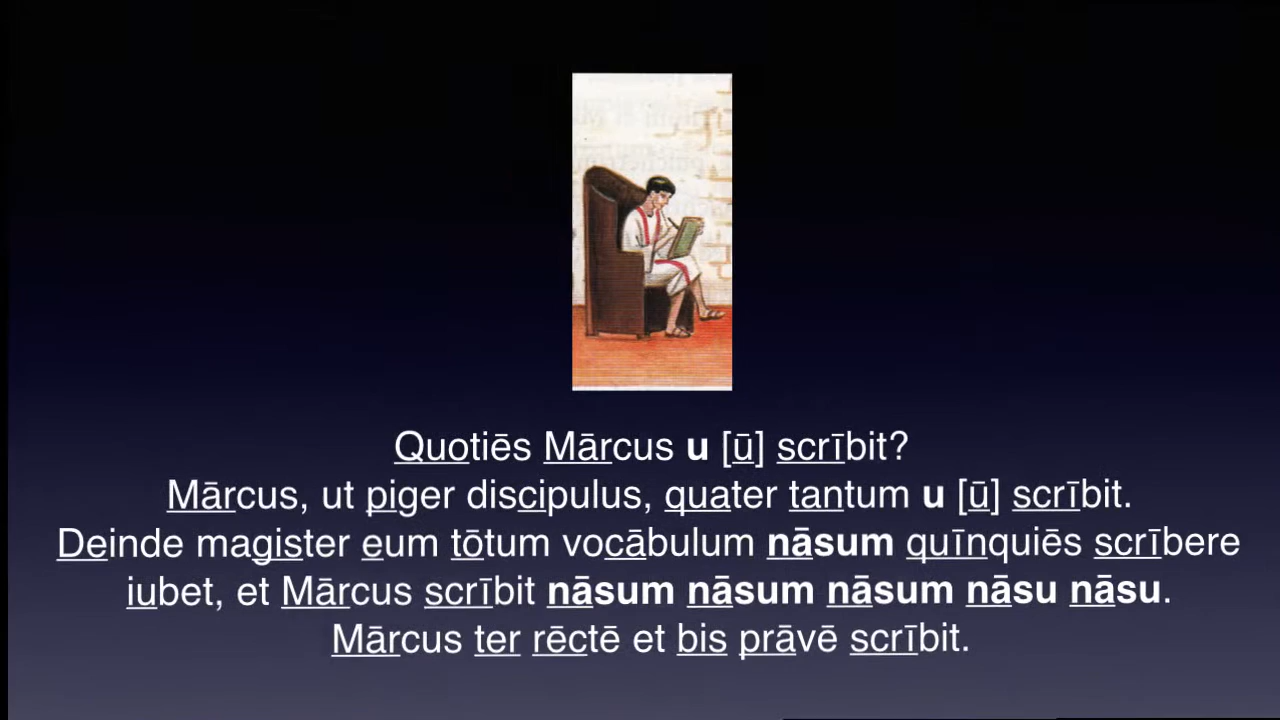 Quotiēs Mārcus u [ū] scrībit?
Mārcus, ut piger discipulus, quater tantum u [ū] scrībit.
Deinde magister eum tōtum vocābulum nāsum quīnquiēs scrībere
iubet, et Mārcus scrībit nāsum nāsum nāsum nāsu nāsu.
Mārcus ter rēctē et bis prāvē scrībit.